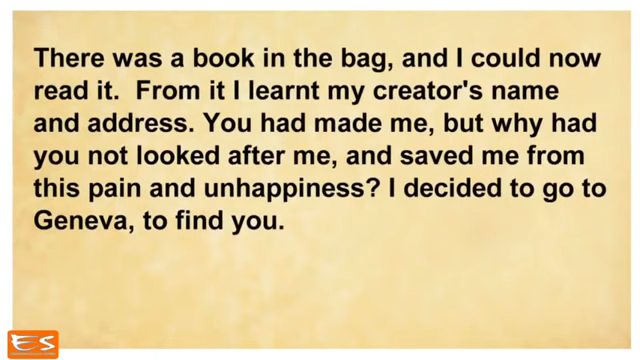 There was a book in the bag, and I could now
read it.  From it I learnt my creator's name
and address. You had made me, but why had
you not looked after me, and saved me from
this pain and unhappiness? I decided to go to
Geneva, to find you.
ES